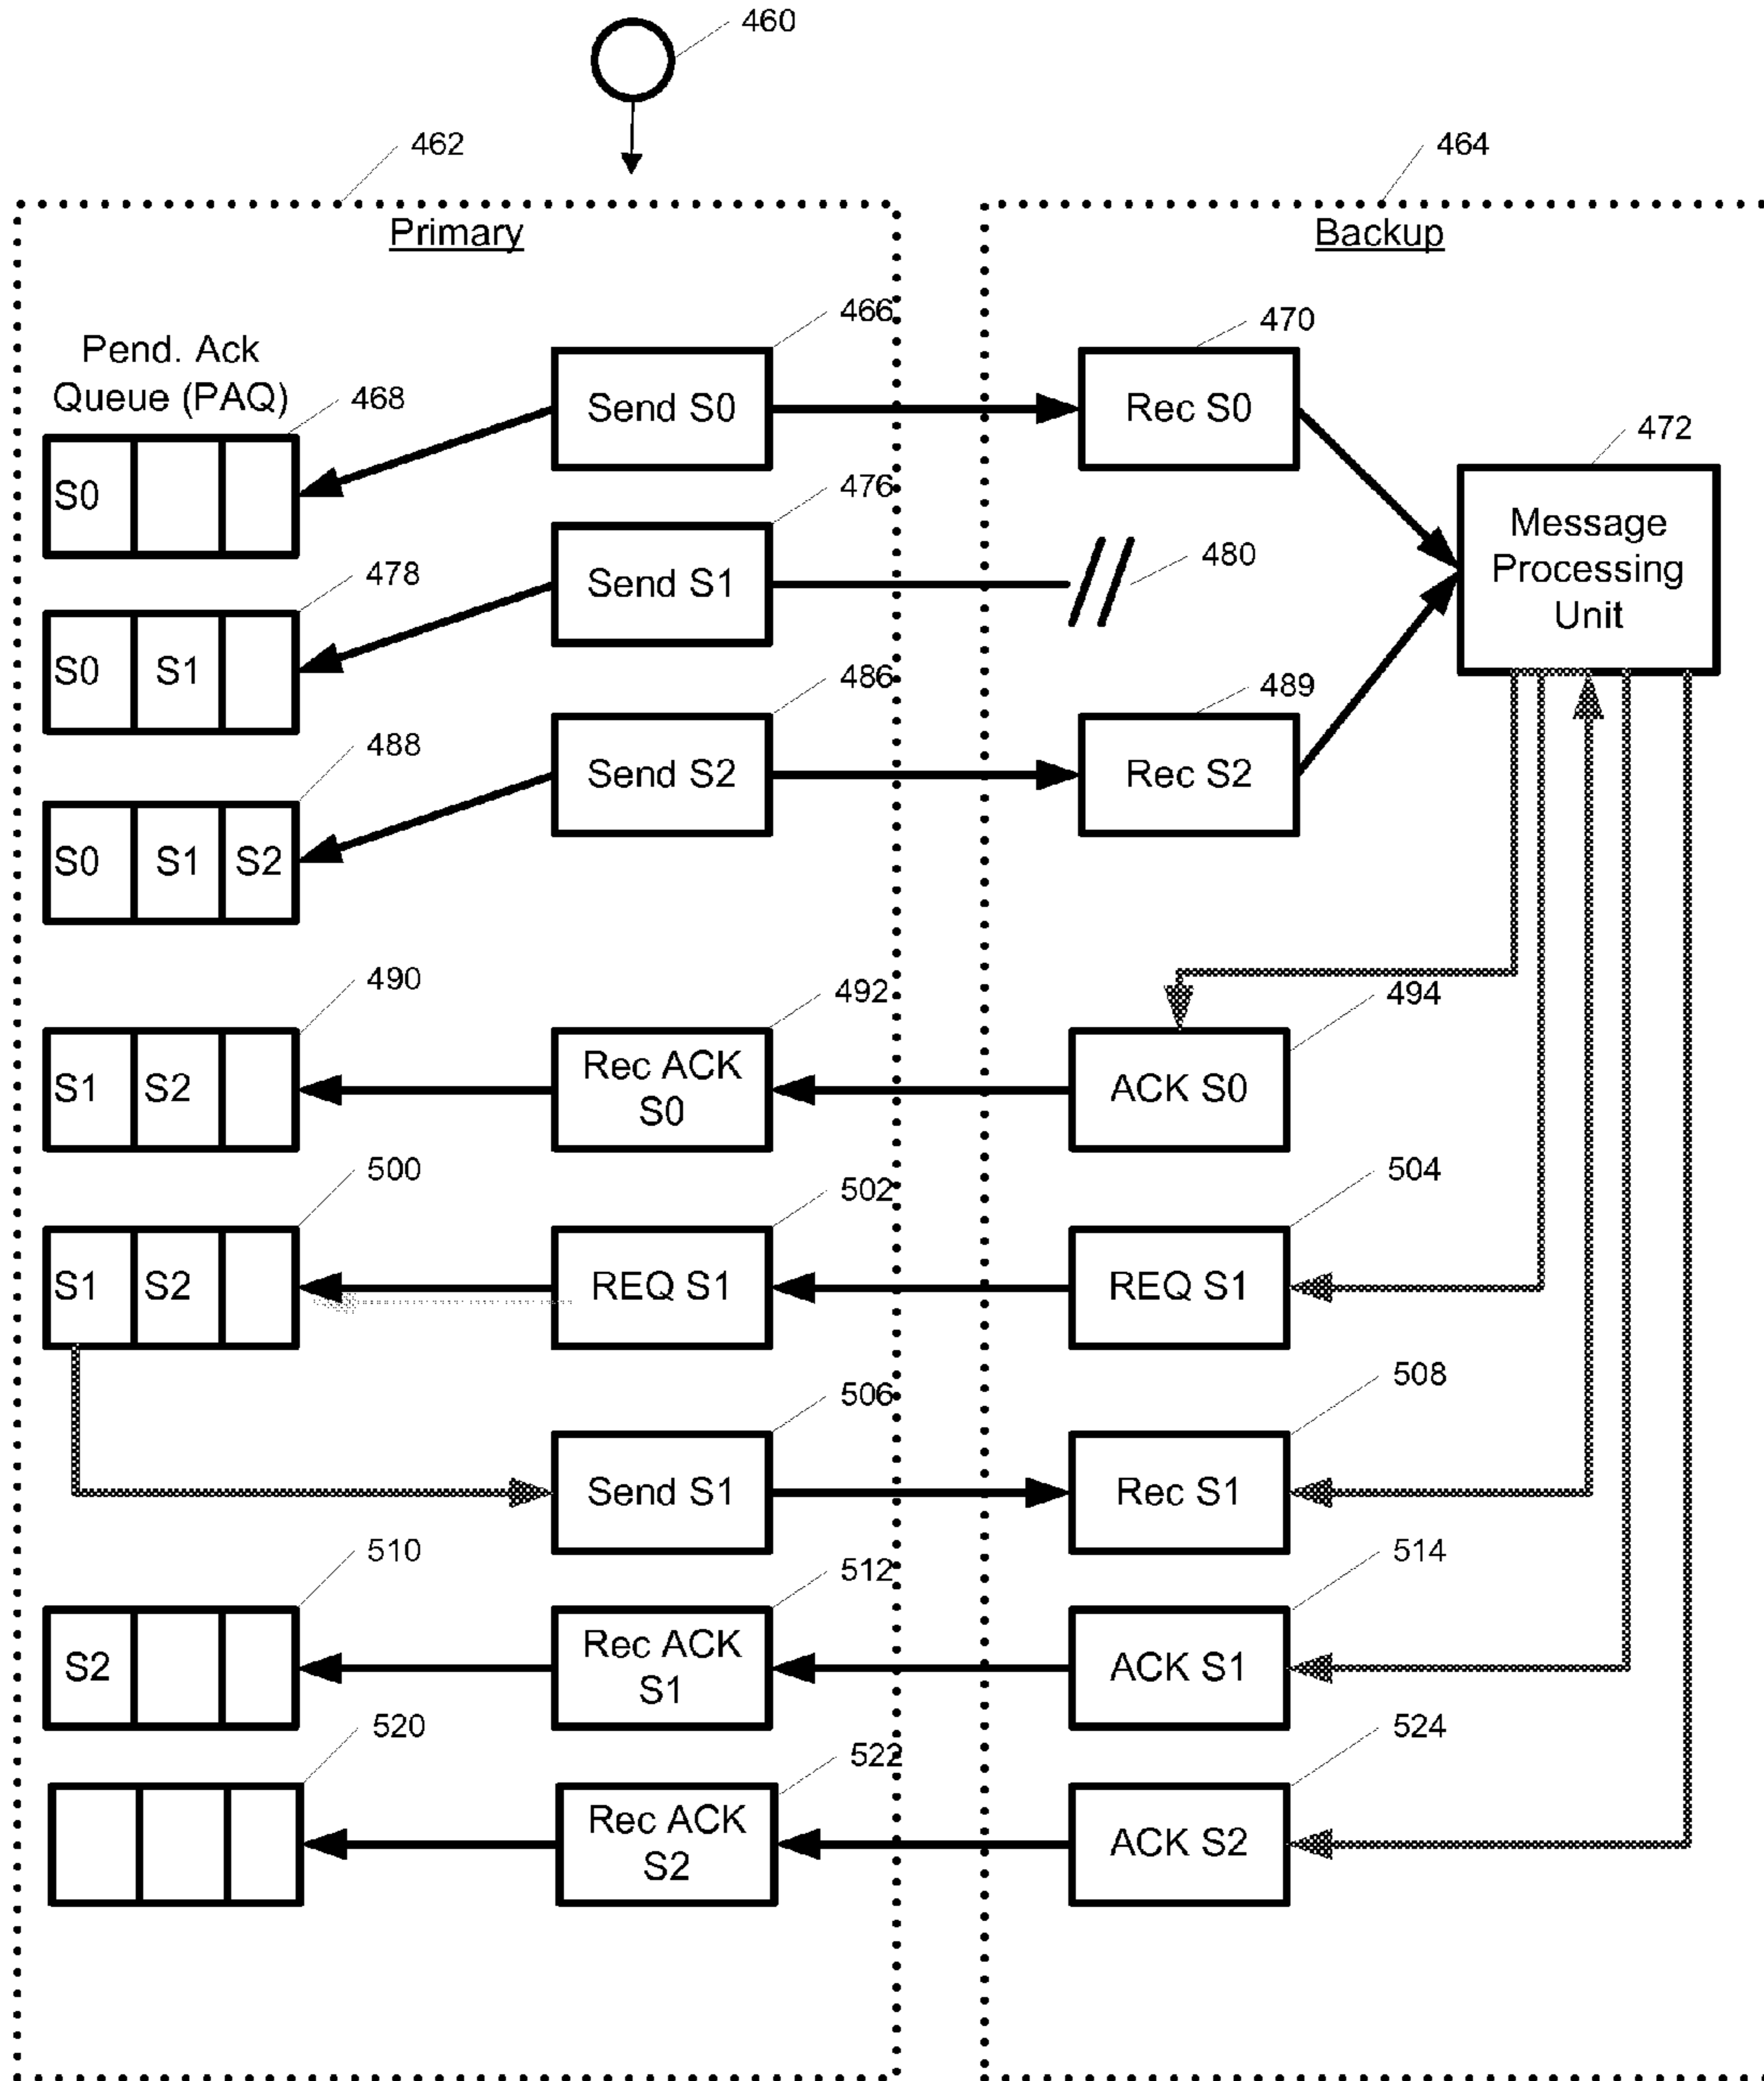 460
462
464
Primary
Backup
466
470
Pend. Ack
Queue (PAQ)
468
Send S0
Rec S0
472
S0
476
Message
Processing
Unit
478
Send S1
480
S0 S1
486
489
488
Send S2
Rec S2
S0 S1 S2
490
492
494
S1 S2
Rec ACK
S0
ACK S0
500
502
504
S1 S2
REQ S1
REQ S1
506
508
Send S1
Rec S1
510
512
514
S2
Rec ACK
S1
ACK S1
520
522
524
Rec ACK
S2
ACK S2